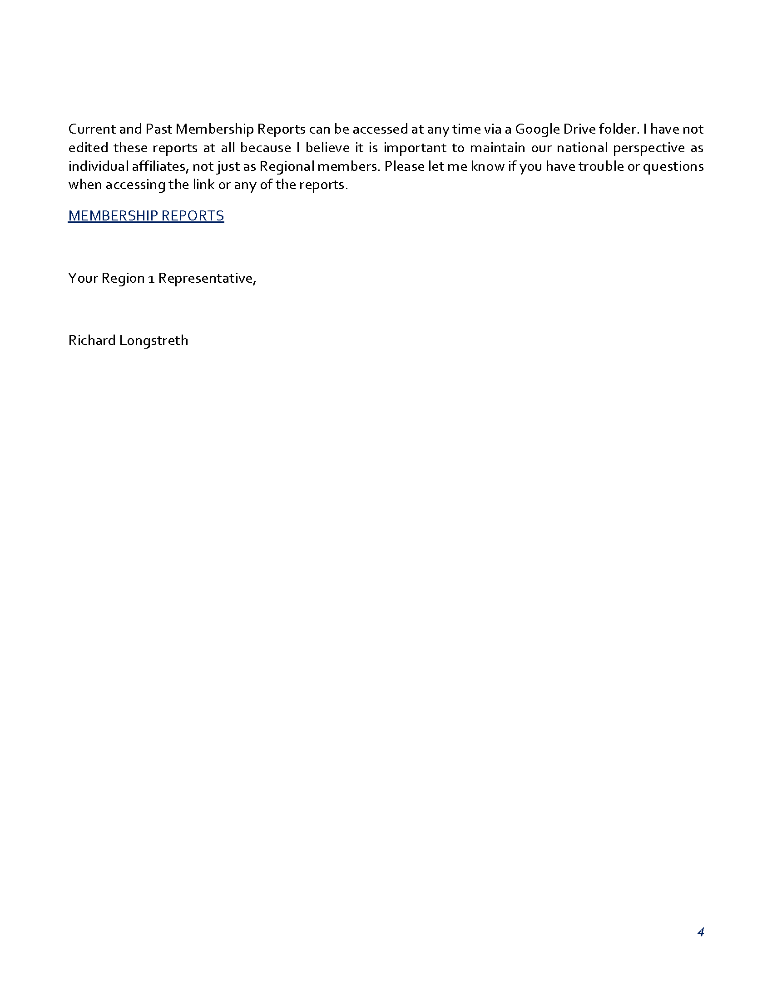 Current and Past Membership Reports can be accessed at any time via a Google Drive folder. I have not
edited these reports at all because I believe it is important to maintain our national perspective as
individual affiliates, not just as Regional members. Please let me know if you have trouble or questions
when accessing the link or any of the reports.
MEMBERSHIP REPORTS
Your Region 1 Representative,
Richard Longstreth
4